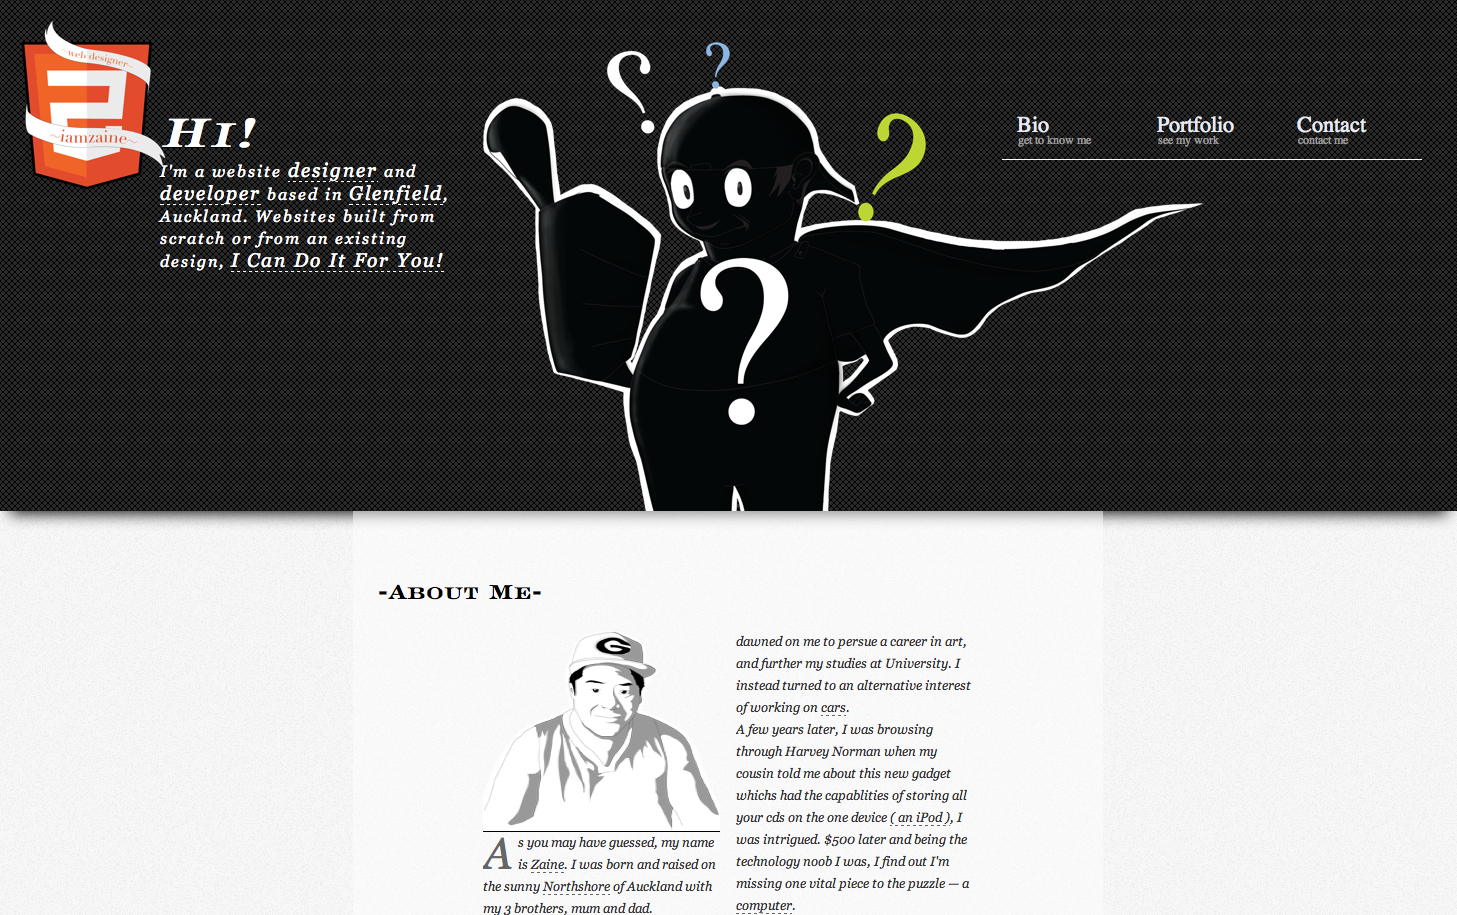 ~web designer~
~iamzaine~
Hi!
I'm a website designer and
developer based in Glenfield,
Auckland. Websites built from
scratch or from an existing
design, I Can Do It For You!
?
?
?
?
Bio
get to know me
Portfolio
see my work
Contact
contact me
-About Me-
G
As you may have guessed, my name
is Zaine. I was born and raised on
the sunny Northshore of Auckland with
my 3 brothers, mum and dad.
dawned on me to persue a career in art,
and further my studies at University. I
instead turned to an alternative interest
of working on cars.
A few years later, I was browsing
through Harvey Norman when my
cousin told me about this new gadget
whichs had the capablities of storing all
your cds on the one device ( an iPod ), I
was intrigued. $500 later and being the
technology noob I was, I find out I'm
missing one vital piece to the puzzle — a
computer.